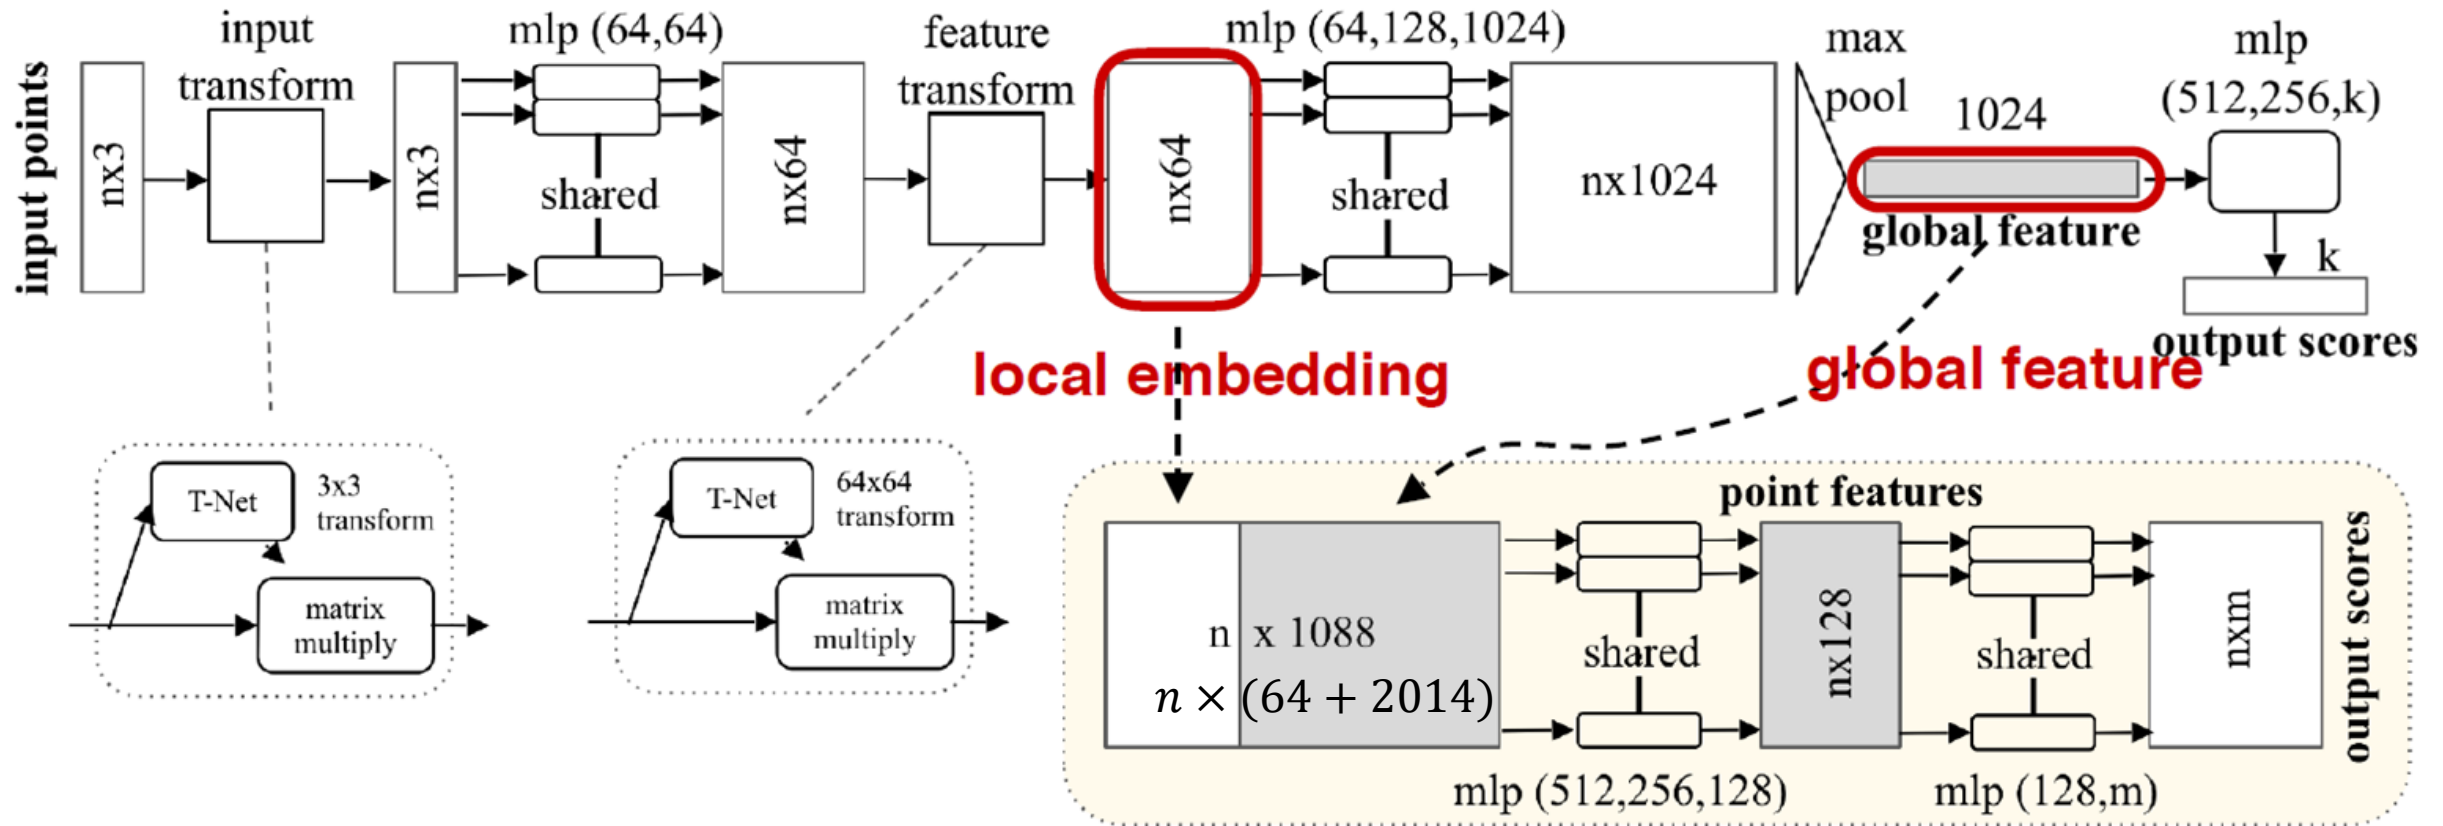 input points
nx3
input
transform
nx3
mlp (64,64)
shared
nx64
feature
transform
nx64
mlp (64,128,1024)
shared
nx1024
max
pool
1024
global feature
mlp
(512,256,k)
k
output scores
local embedding
global feature
T-Net
3x3
transform
matrix
multiply
T-Net
64x64
transform
matrix
multiply
point features
n x 1088
n × (64 + 2014)
shared
mlp (512,256,128)
nx128
shared
mlp (128,m)
nxm
output scores